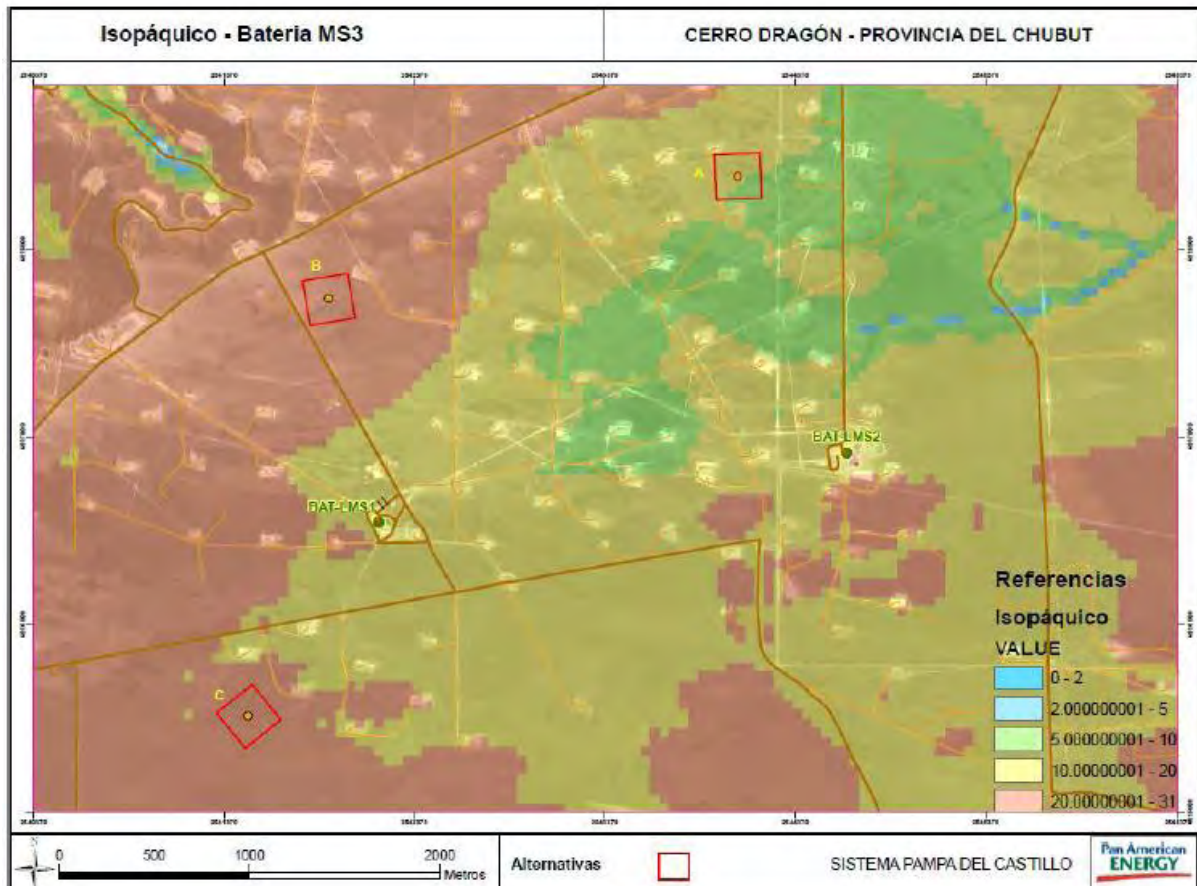 Isopáquico - Bateria MS3
CERRO DRAGÓN - PROVINCIA DEL CHUBUT
A
B
BAT-LMS2
BAT-LMS1
C
Referencias
Isopáquico
VALUE
0 - 2
2.000000001 - 5
5.000000001 - 10
10.00000001 - 20
20.00000001 - 31
N
0 500 1000 2000
Metros
Alternativas
SISTEMA PAMPA DEL CASTILLO
Pan American
ENERGY